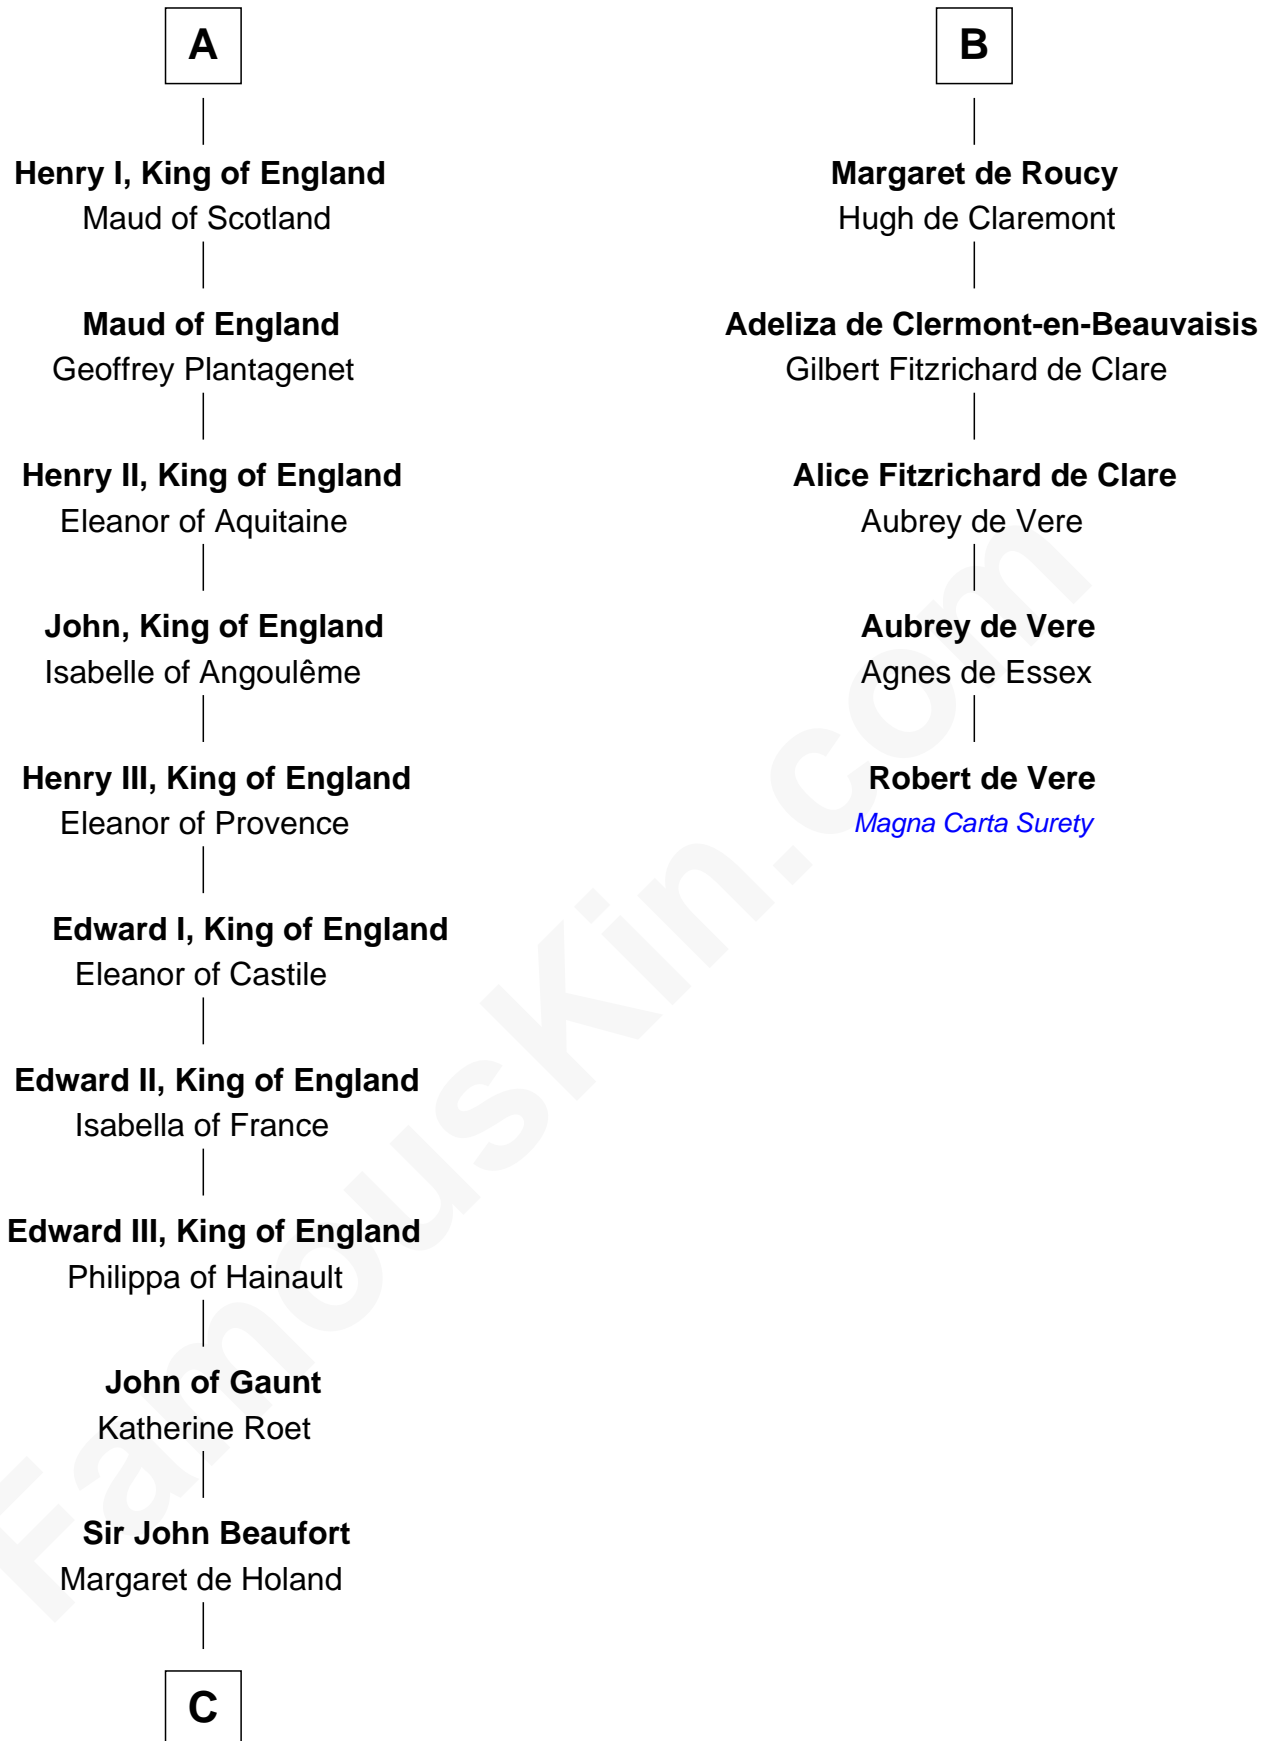 A
Henry I, King of England
Maud of Scotland
Maud of England
Geoffrey Plantagenet
Henry II, King of England
Eleanor of Aquitaine
John, King of England
Isabelle of Angoulême
Henry III, King of England
Eleanor of Provence
Edward I, King of England
Eleanor of Castile
Edward II, King of England
Isabella of France
Edward III, King of England
Philippa of Hainault
John of Gaunt
Katherine Roet
Sir John Beaufort
Margaret de Holand
C
B
Margaret de Roucy
Hugh de Claremont
Adeliza de Clermont-en-Beauvaisis
Gilbert Fitzrichard de Clare
Alice Fitzrichard de Clare
Aubrey de Vere
Aubrey de Vere
Agnes de Essex
Robert de Vere
Magna Carta Surety
FamousKin.com